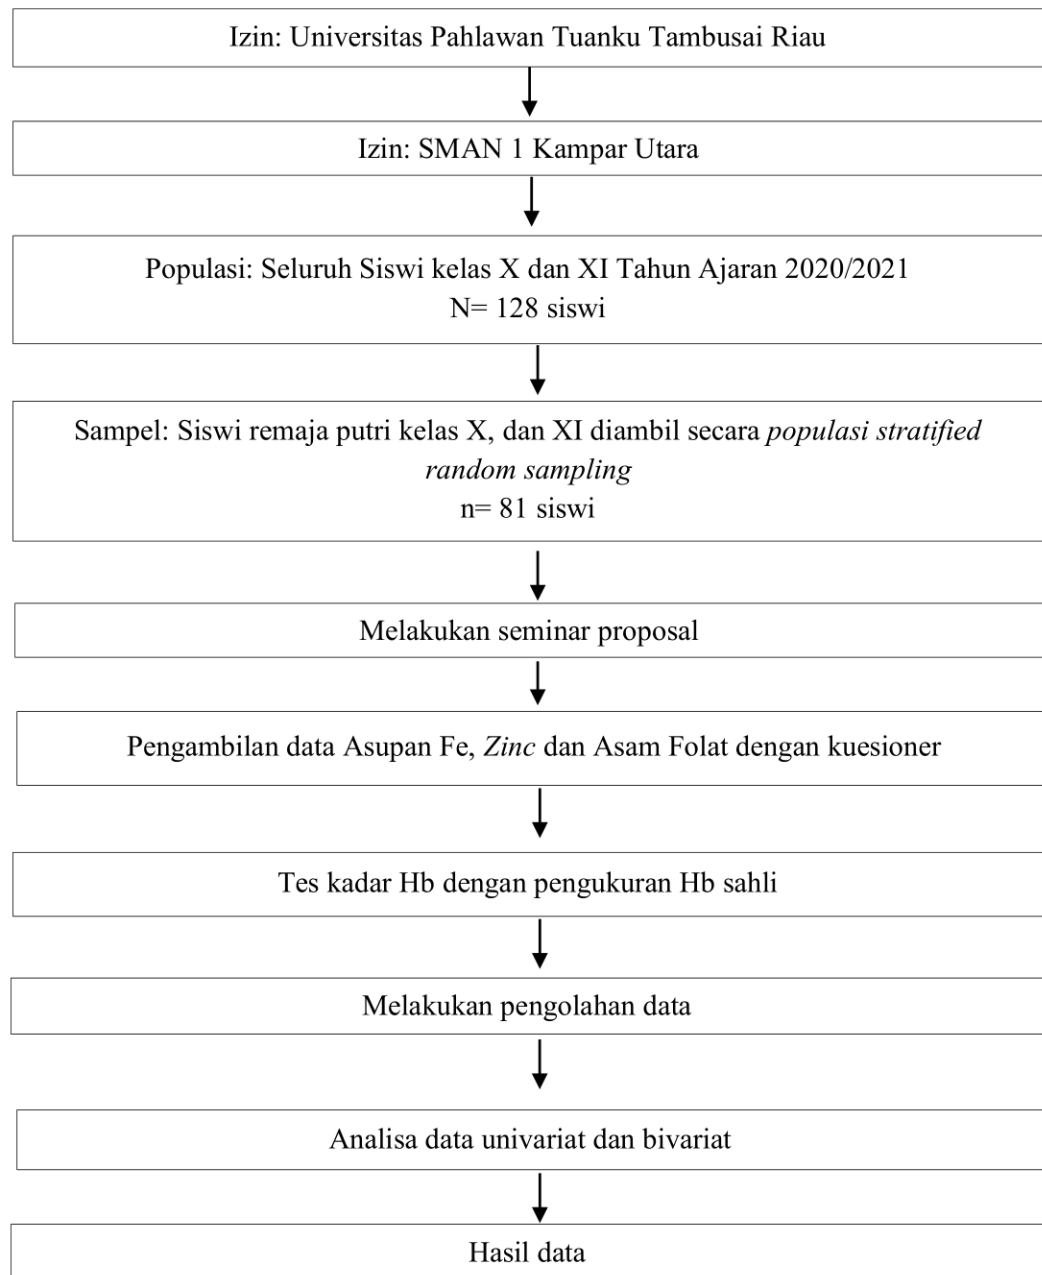 Izin: Universitas Pahlawan Tuanku Tambusai Riau
Izin: SMAN 1 Kampar Utara
Populasi: Seluruh Siswi kelas X dan XI Tahun Ajaran 2020/2021
N= 128 siswi
Sampel: Siswi remaja putri kelas X, dan XI diambil secara populasi stratified
random sampling
n= 81 siswi
Melakukan seminar proposal
Pengambilan data Asupan Fe, Zinc dan Asam Folat dengan kuesioner
Tes kadar Hb dengan pengukuran Hb sahli
Melakukan pengolahan data
Analisa data univariat dan bivariat
Hasil data